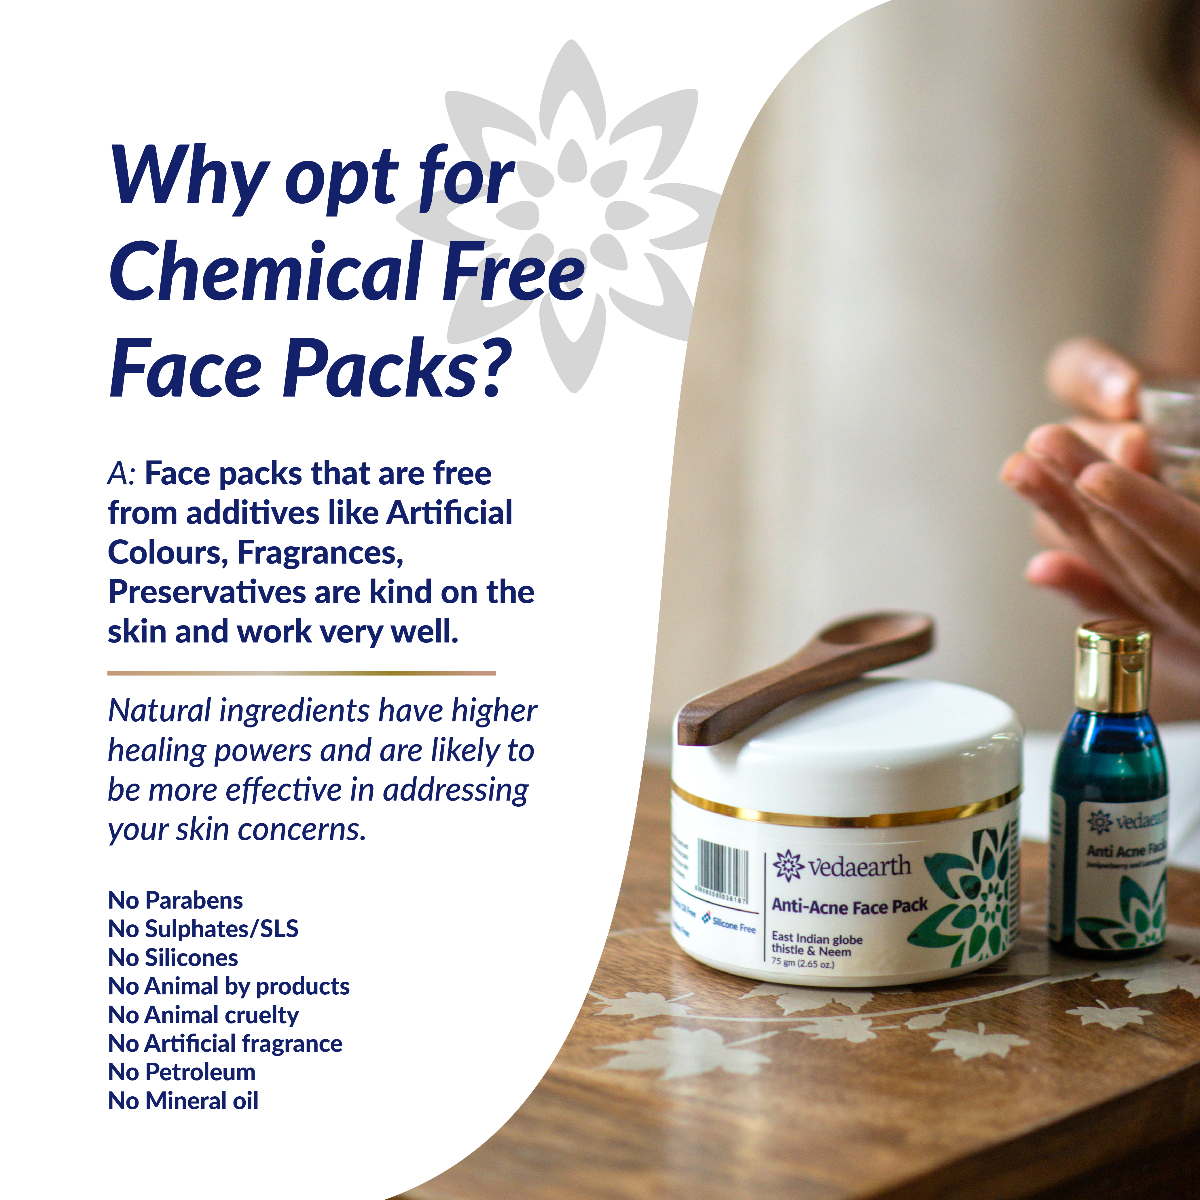 Why opt for
Chemical Free
Face Packs?
A: Face packs that are free
from additives like Artificial
Colours, Fragrances,
Preservatives are kind on the
skin and work very well.
Natural ingredients have higher
healing powers and are likely to
be more effective in addressing
your skin concerns.
No Parabens
No Sulphates/SLS
No Silicones
No Animal by products
No Animal cruelty
No Artificial fragrance
No Petroleum
No Mineral oil
vedaearth
Anti-Acne Face Pack
East Indian globe
thistle & Neem
75 gm (2.65 oz.)
Silicone Free
vedaearth
Anti Acne